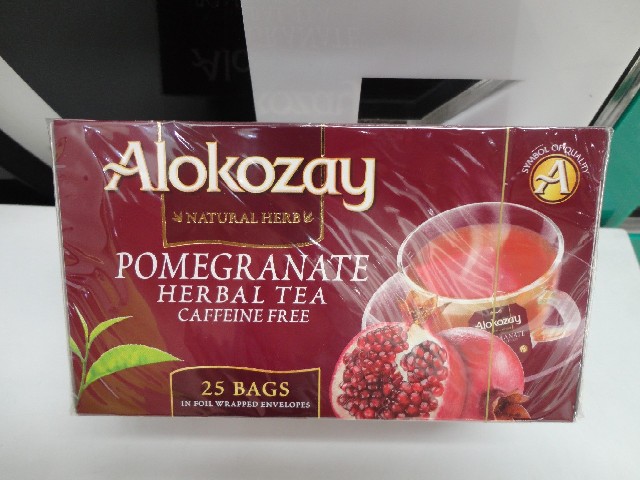 Alokozay
NATURAL HERB
SYMBOL OF QUALITY
A
POMEGRANATE
HERBAL TEA
CAFFEINE FREE
Alokozay
25 BAGS
IN FOIL WRAPPED ENVELOPES